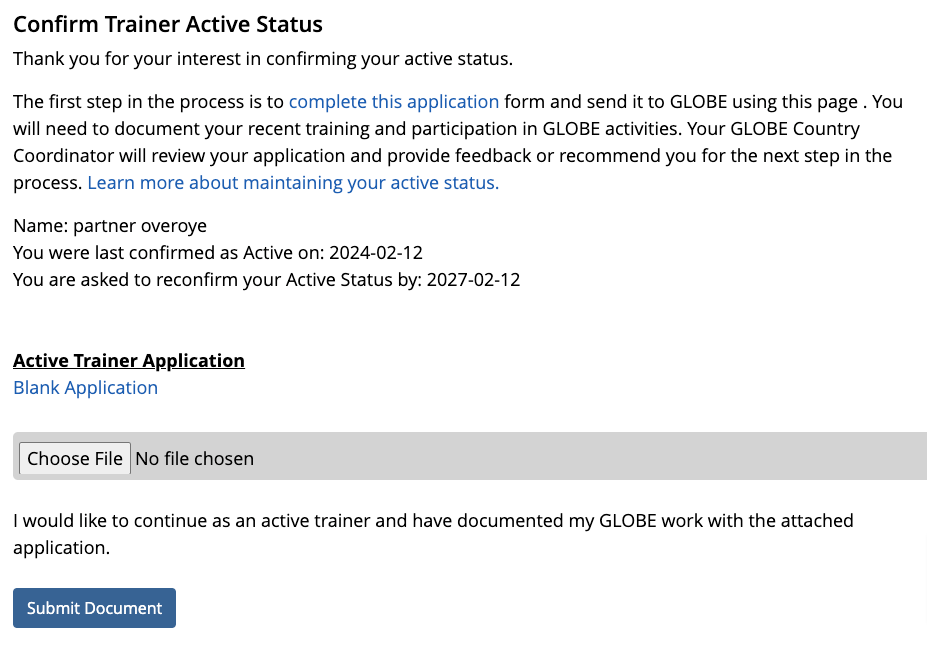 Confirm Trainer Active Status
Thank you for your interest in confirming your active status.
The first step in the process is to complete this application form and send it to GLOBE using this page . You
will need to document your recent training and participation in GLOBE activities. Your GLOBE Country
Coordinator will review your application and provide feedback or recommend you for the next step in the
process. Learn more about maintaining your active status.
Name: partner overoye
You were last confirmed as Active on: 2024-02-12
You are asked to reconfirm your Active Status by: 2027-02-12
Active Trainer Application
Blank Application
Choose File No file chosen
I would like to continue as an active trainer and have documented my GLOBE work with the attached
application.
Submit Document